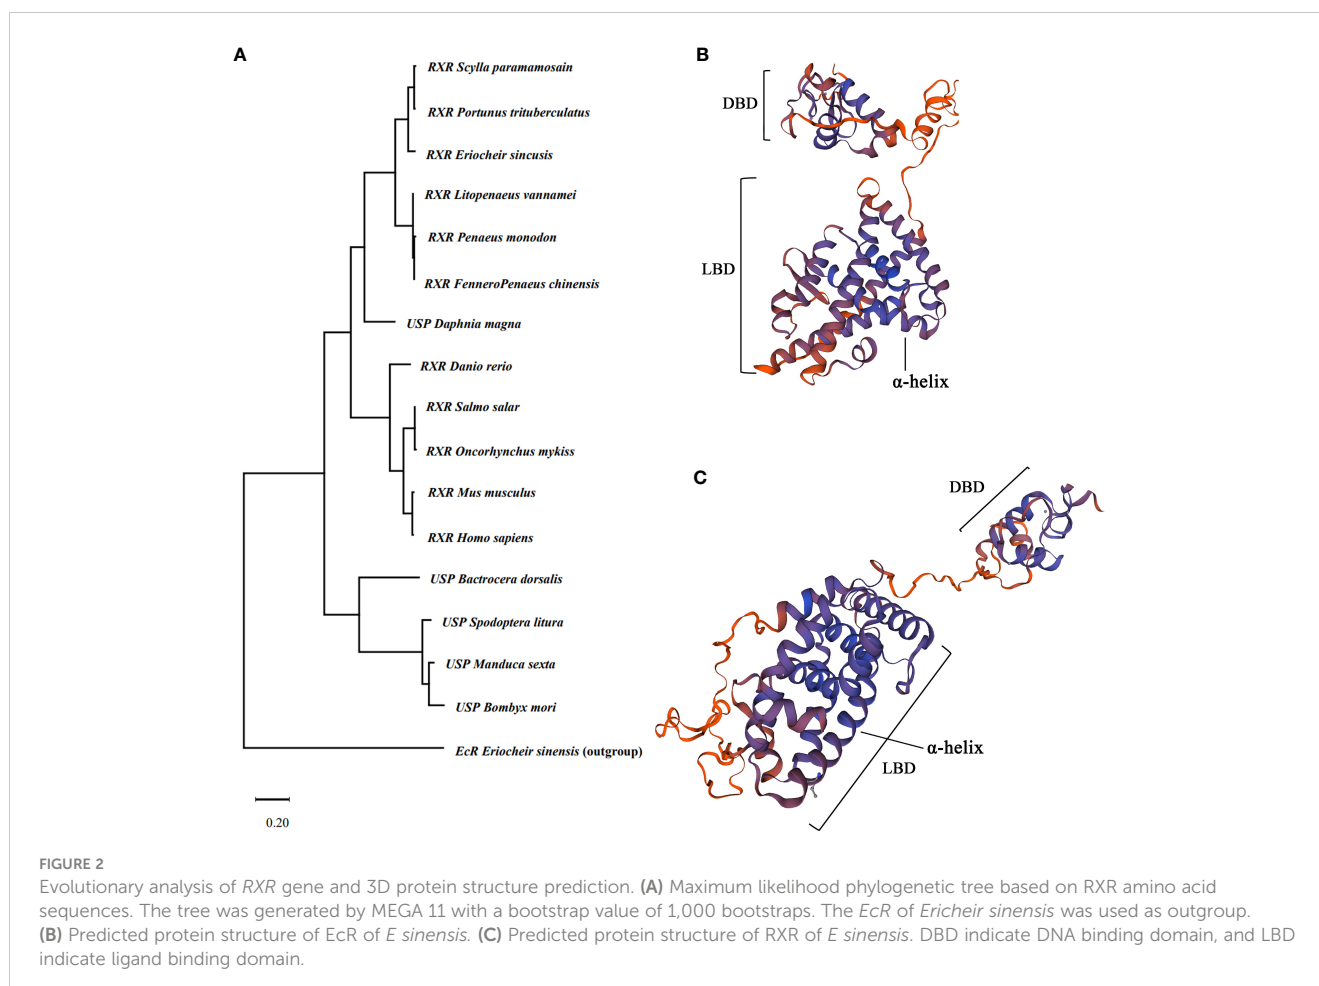 A
RXR Scylla paramamosain
RXR Portunus trituberculatus
RXR Eriocheir sincusis
RXR Litopenaeus vannamei
RXR Penaeus monodon
RXR FenneroPenaeus chinensis
USP Daphnia magna
RXR Danio rerio
RXR Salmo salar
RXR Oncorhynchus mykiss
RXR Mus musculus
RXR Homo sapiens
USP Bactrocera dorsalis
USP Spodoptera litura
USP Manduca sexta
USP Bombyx mori
EcR Eriocheir sinensis (outgroup)
0.20
B
DBD
LBD
α-helix
C
DBD
α-helix
LBD
FIGURE 2
Evolutionary analysis of RXR gene and 3D protein structure prediction. (A) Maximum likelihood phylogenetic tree based on RXR amino acid
sequences. The tree was generated by MEGA 11 with a bootstrap value of 1,000 bootstraps. The EcR of Ericheir sinensis was used as outgroup.
(B) Predicted protein structure of EcR of E sinensis. (C) Predicted protein structure of RXR of E sinensis. DBD indicate DNA binding domain, and LBD
indicate ligand binding domain.